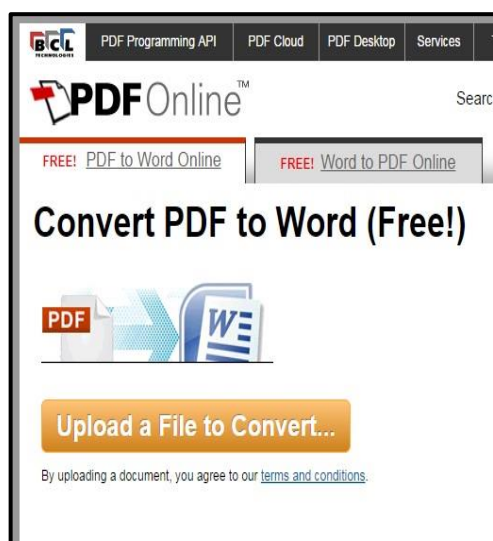 BCL PDF Programming API PDF Cloud PDF Desktop Services
TECHNOLOGIES
PDFOnline™ Searc
FREE! PDF to Word Online FREE! Word to PDF Online
Convert PDF to Word (Free!)
PDF W
Upload a File to Convert...
By uploading a document, you agree to our terms and conditions.